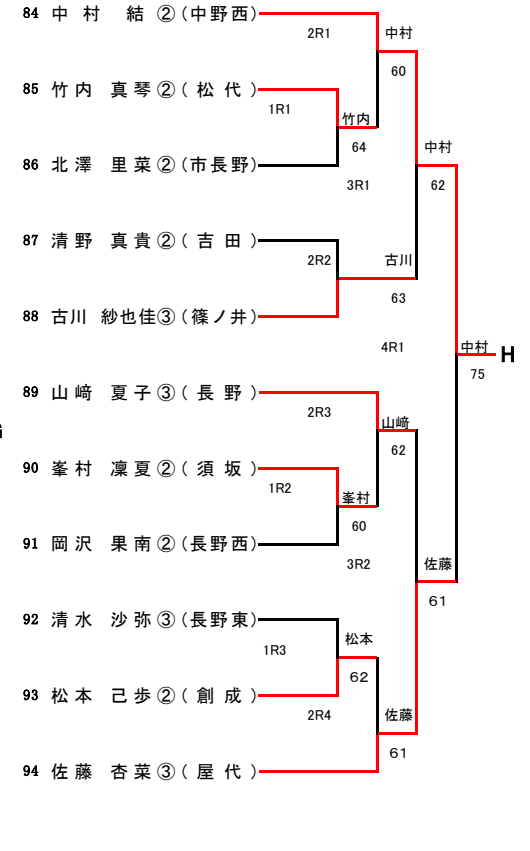 84 中 村 結 ②(中野西)
2R1
中村
60
85 竹内 真琴②( 松 代 )
1R1
竹内
64
中村
86 北澤 里菜②(市長野)
3R1
62
87 清野 真貴②( 吉 田 )
2R2
古川
63
88 古川 紗也佳③(篠ノ井)
4R1
中村
H
75
89 山﨑 夏子③( 長 野 )
2R3
山﨑
62
90 峯村 凜夏②( 須 坂 )
1R2
峯村
60
91 岡沢 果南②(長野西)
3R2
佐藤
61
92 清水 沙弥③(長野東)
1R3
松本
62
93 松本 己歩②( 創 成 )
2R4
佐藤
61
94 佐藤 杏菜③( 屋 代 )